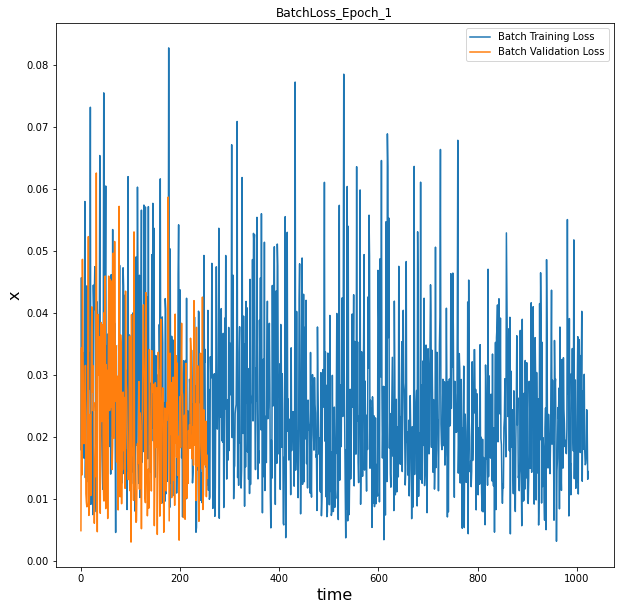 BatchLoss_Epoch_1
Batch Training Loss
Batch Validation Loss
0.08
0.07
0.06
0.05
0.04
0.03
0.02
0.01
0.00
x
0 200 400 600 800 1000
time